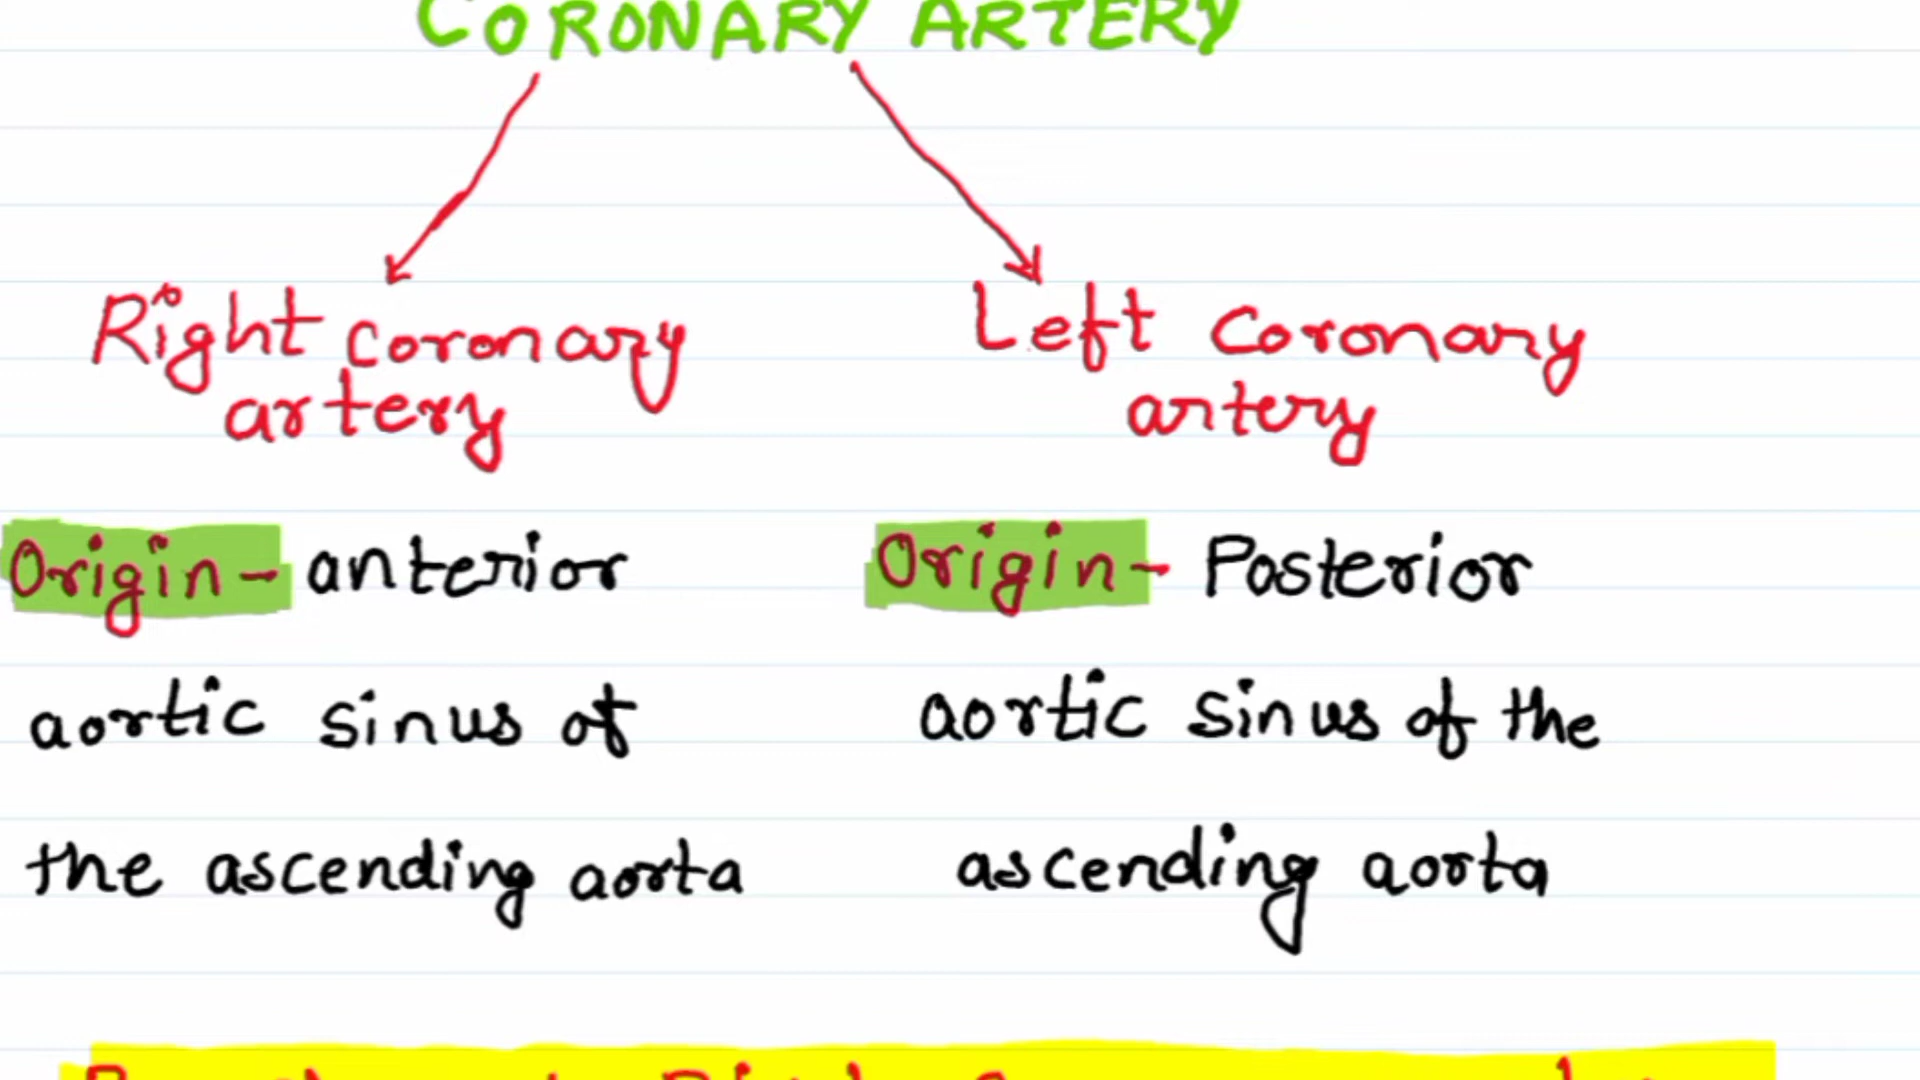 CORONARY ARTERY
Right coronary
artery
Left Coronary
artery
Origin- anterior
aortic sinus of
the ascending aorta
Origin- Posterior
aortic sinus of the
ascending aorta